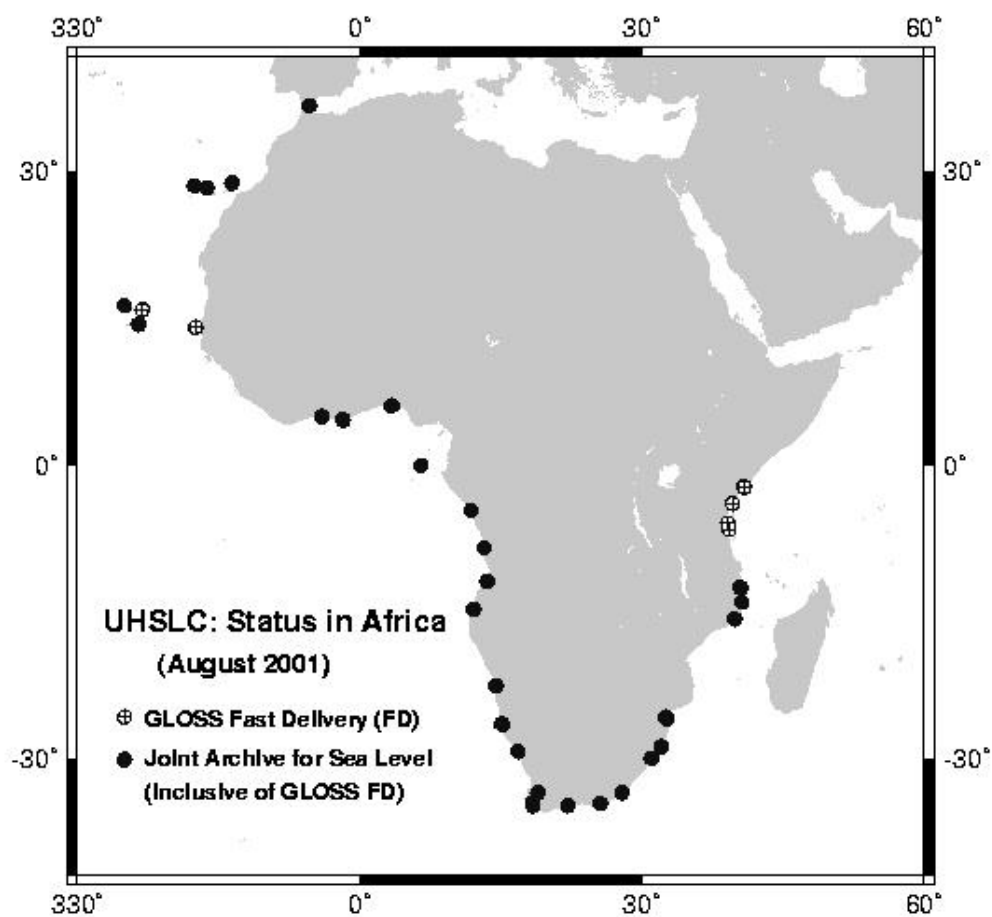 330° 0° 30° 60°
30° 30°
0° 0°
UHSLC: Status in Africa
(August 2001)
GLOSS Fast Delivery (FD)
-30° Joint Archive for Sea Level -30°
(Inclusive of GLOSS FD)
330° 0° 30° 60°